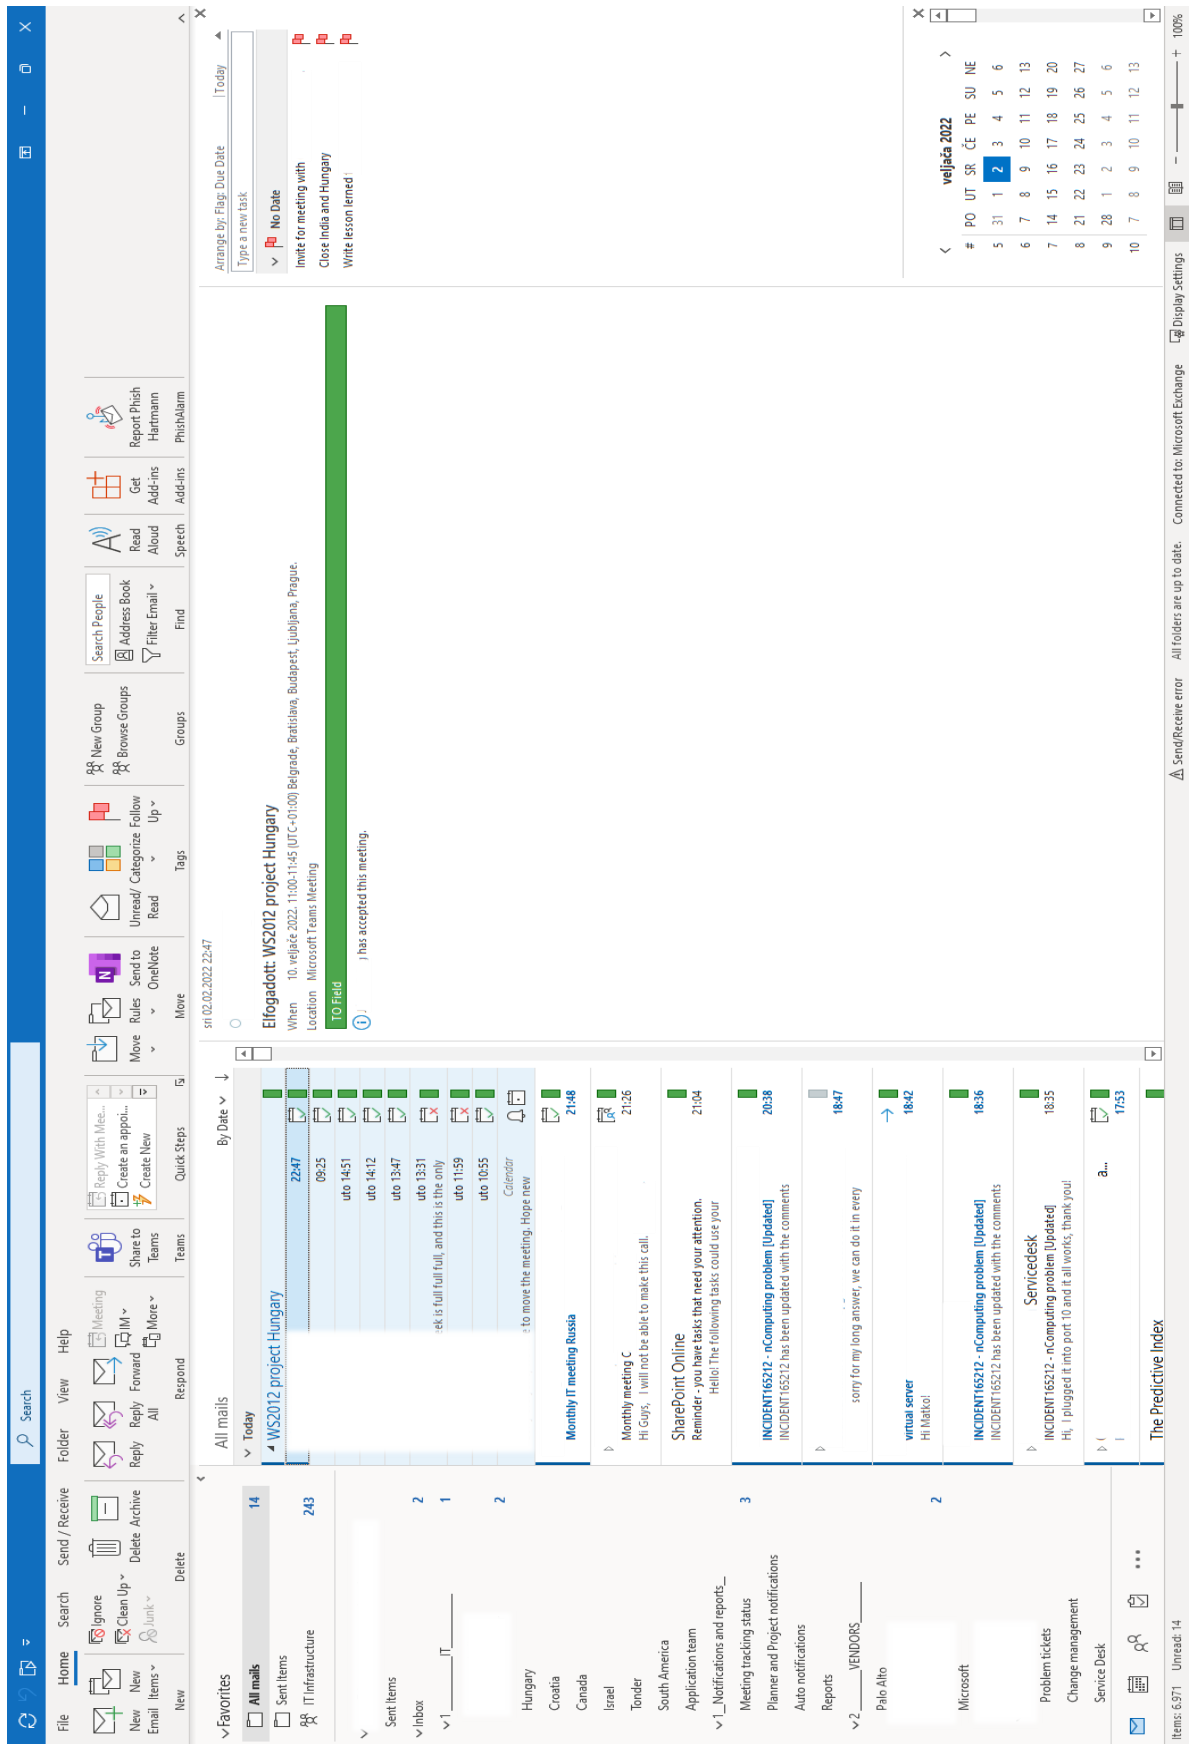 Search
File Home Search Send / Receive Folder View Help
New Email
New Items
New
Ignore
Clean Up
Junk
Delete
Archive
Delete
Reply
Reply All
Forward
Meeting
IM
More
Respond
Share to Teams
Teams
Reply With Mee...
Create an appoi...
Create New
Quick Steps
Move
Rules
Send to OneNote
Move
Unread/ Read
Categorize
Follow Up
Tags
New Group
Browse Groups
Groups
Search People
Address Book
Filter Email
Find
Read Aloud
Speech
Get Add-ins
Add-ins
Report Phish Hartmann
PhishAlarm
Favorites
All mails 14
Sent Items
IT Infrastructure 243
Sent Items
Inbox 2
1______IT______ 1
2
Hungary
Croatia
Canada
Israel
Tonder
South America
Application team
1__Notifications and reports__
Meeting tracking status 3
Planner and Project notifications
Auto notifications
Reports
2______VENDORS______
Palo Alto
2
Microsoft
Problem tickets
Change management
Service Desk
All mails By Date
Today
WS2012 project Hungary
22:47
09:25
uto 14:51
uto 14:12
uto 13:47
uto 13:31
ek is full full full, and this is the only
uto 11:59
uto 10:55
Calendar
to move the meeting. Hope new
Monthly IT meeting Russia 21:48
Monthly meeting C 21:26
Hi Guys, I will not be able to make this call.
SharePoint Online
Reminder - you have tasks that need your attention. 21:04
Hello! The following tasks could use your
INCIDENT165212 - nComputing problem [Updated] 20:38
INCIDENT165212 has been updated with the comments
18:47
sorry for my long answer, we can do it in every
virtual server 18:42
Hi Matko!
INCIDENT165212 - nComputing problem [Updated] 18:36
INCIDENT165212 has been updated with the comments
Servicedesk
INCIDENT165212 - nComputing problem [Updated] 18:35
Hi, I plugged it into port 10 and it all works, thank you!
a...
17:53
The Predictive Index
sri 02.02.2022 22:47
Elfogadott: WS2012 project Hungary
When 10. veljače 2022. 11:00-11:45 (UTC+01:00) Belgrade, Bratislava, Budapest, Ljubljana, Prague.
Location Microsoft Teams Meeting
TO Field
has accepted this meeting.
Arrange by: Flag: Due Date Today
Type a new task
No Date
Invite for meeting with
Close India and Hungary
Write lesson lerned
veljača 2022
# PO UT SR ČE PE SU NE
5 31 1 2 3 4 5 6
6 7 8 9 10 11 12 13
7 14 15 16 17 18 19 20
8 21 22 23 24 25 26 27
9 28 1 2 3 4 5 6
10 7 8 9 10 11 12 13
Items: 6.971 Unread: 14 Send/Receive error All folders are up to date. Connected to: Microsoft Exchange Display Settings 100%